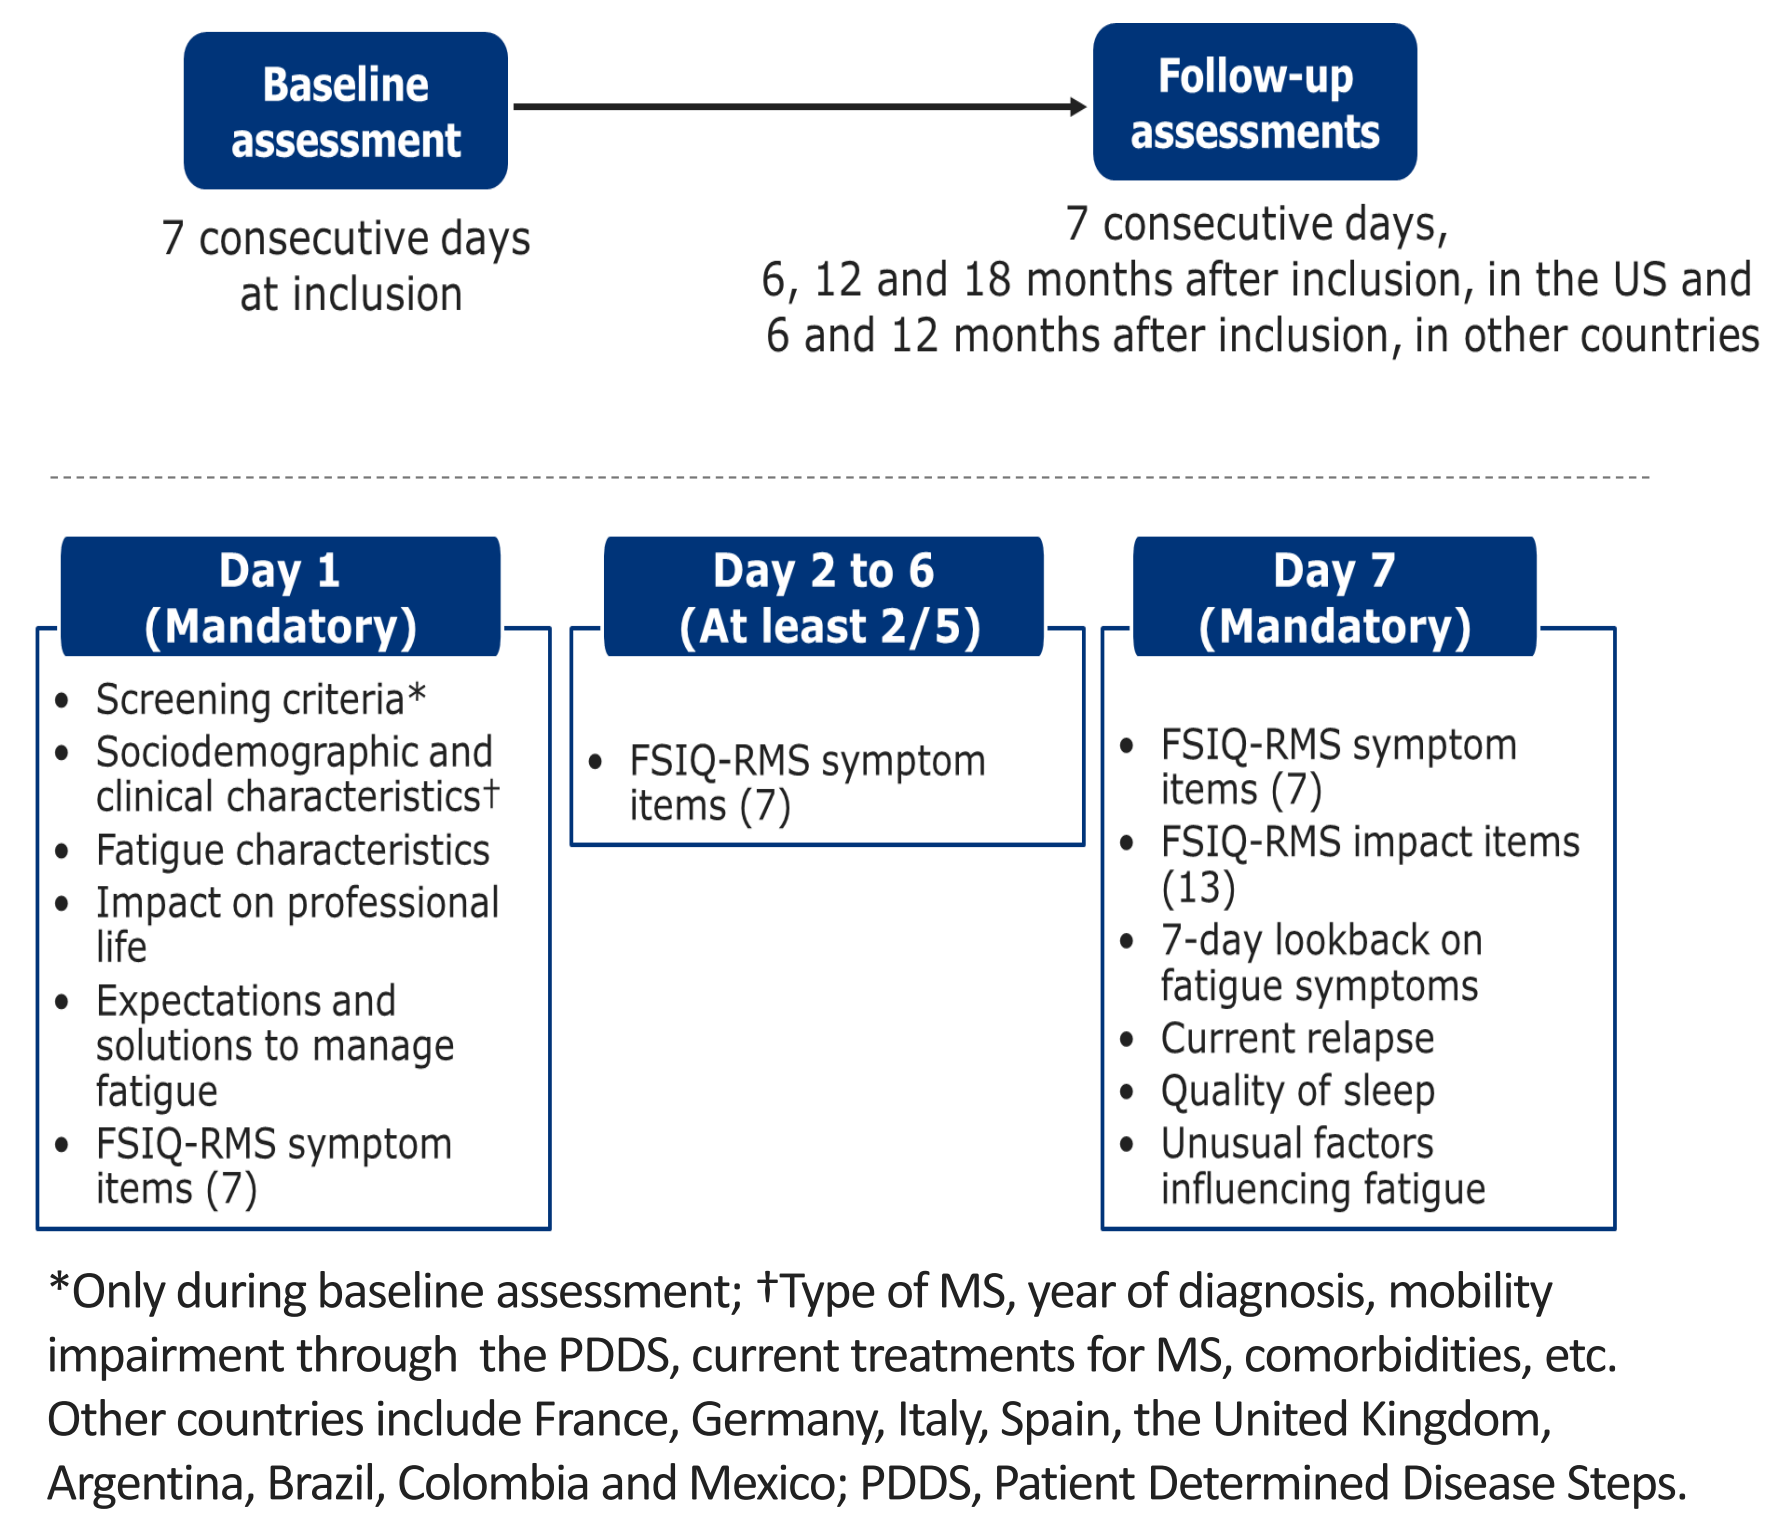 Baseline
assessment
Follow-up
assessments
7 consecutive days
at inclusion
7 consecutive days,
6, 12 and 18 months after inclusion, in the US and
6 and 12 months after inclusion, in other countries
Day 1
(Mandatory)
• Screening criteria*
• Sociodemographic and
clinical characteristics†
• Fatigue characteristics
• Impact on professional
life
• Expectations and
solutions to manage
fatigue
• FSIQ-RMS symptom
items (7)
Day 2 to 6
(At least 2/5)
• FSIQ-RMS symptom
items (7)
Day 7
(Mandatory)
• FSIQ-RMS symptom
items (7)
• FSIQ-RMS impact items
(13)
• 7-day lookback on
fatigue symptoms
• Current relapse
• Quality of sleep
• Unusual factors
influencing fatigue
*Only during baseline assessment; †Type of MS, year of diagnosis, mobility
impairment through the PDDS, current treatments for MS, comorbidities, etc.
Other countries include France, Germany, Italy, Spain, the United Kingdom,
Argentina, Brazil, Colombia and Mexico; PDDS, Patient Determined Disease Steps.